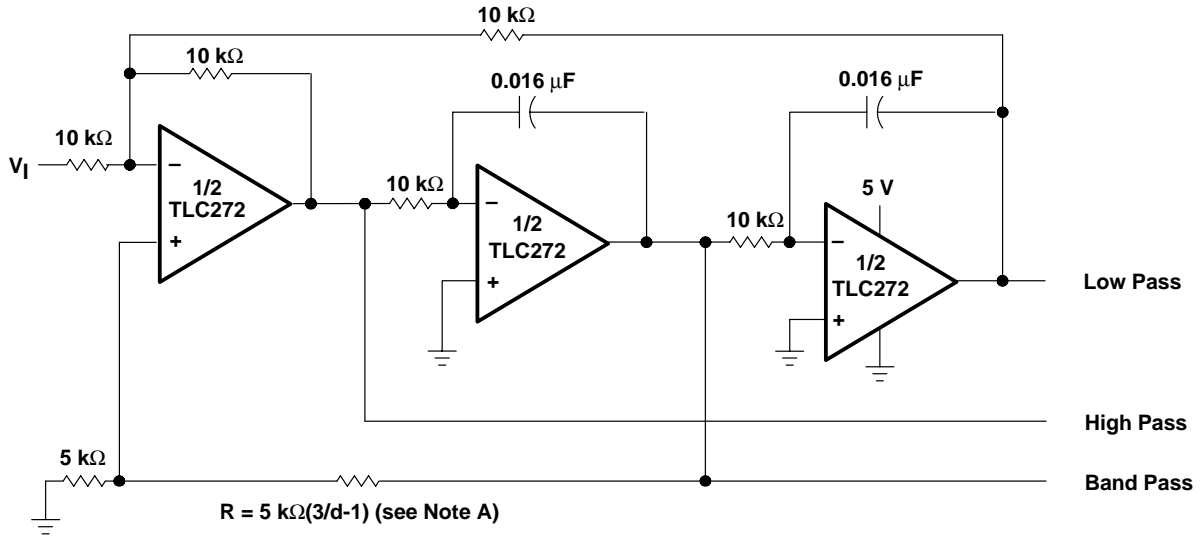 10 kΩ
10 kΩ
0.016 μF
0.016 μF
10 kΩ
VI
−
1/2
TLC272
+
10 kΩ
−
1/2
TLC272
+
5 V
10 kΩ
−
1/2
TLC272
+
Low Pass
High Pass
5 kΩ
Band Pass
R = 5 kΩ(3/d-1) (see Note A)